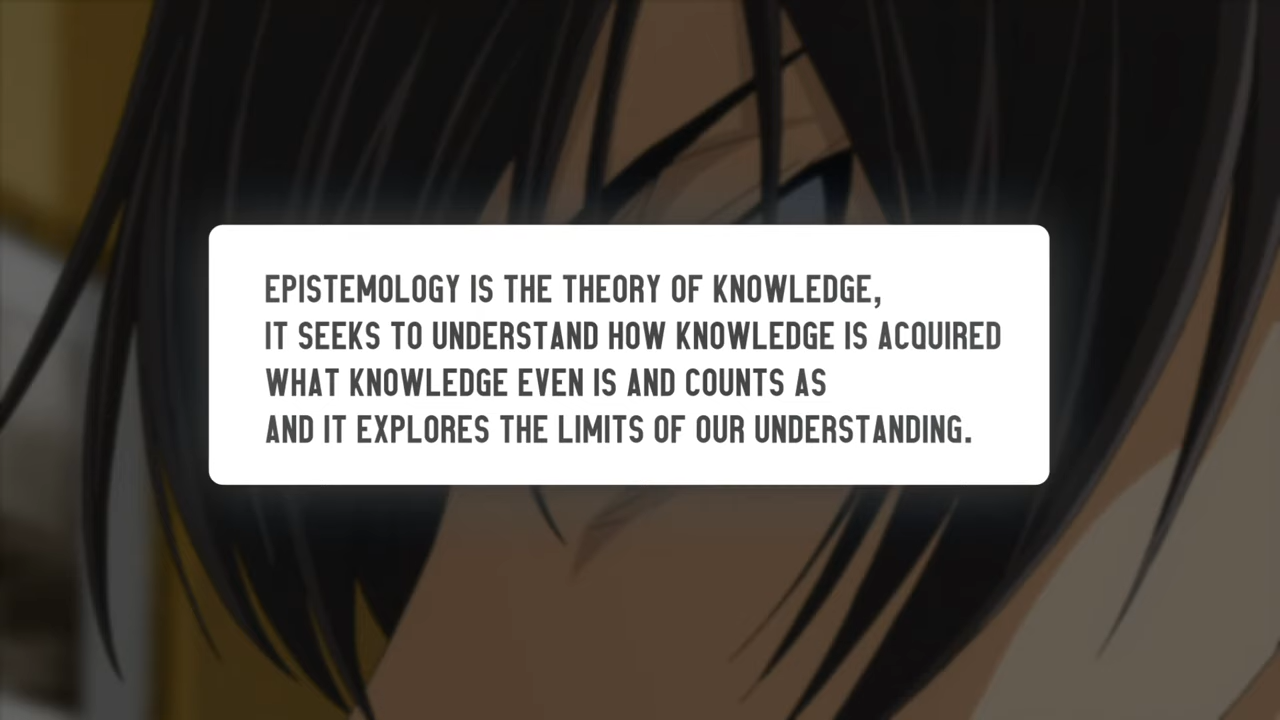 EPISTEMOLOGY IS THE THEORY OF KNOWLEDGE,
IT SEEKS TO UNDERSTAND HOW KNOWLEDGE IS ACQUIRED
WHAT KNOWLEDGE EVEN IS AND COUNTS AS
AND IT EXPLORES THE LIMITS OF OUR UNDERSTANDING.